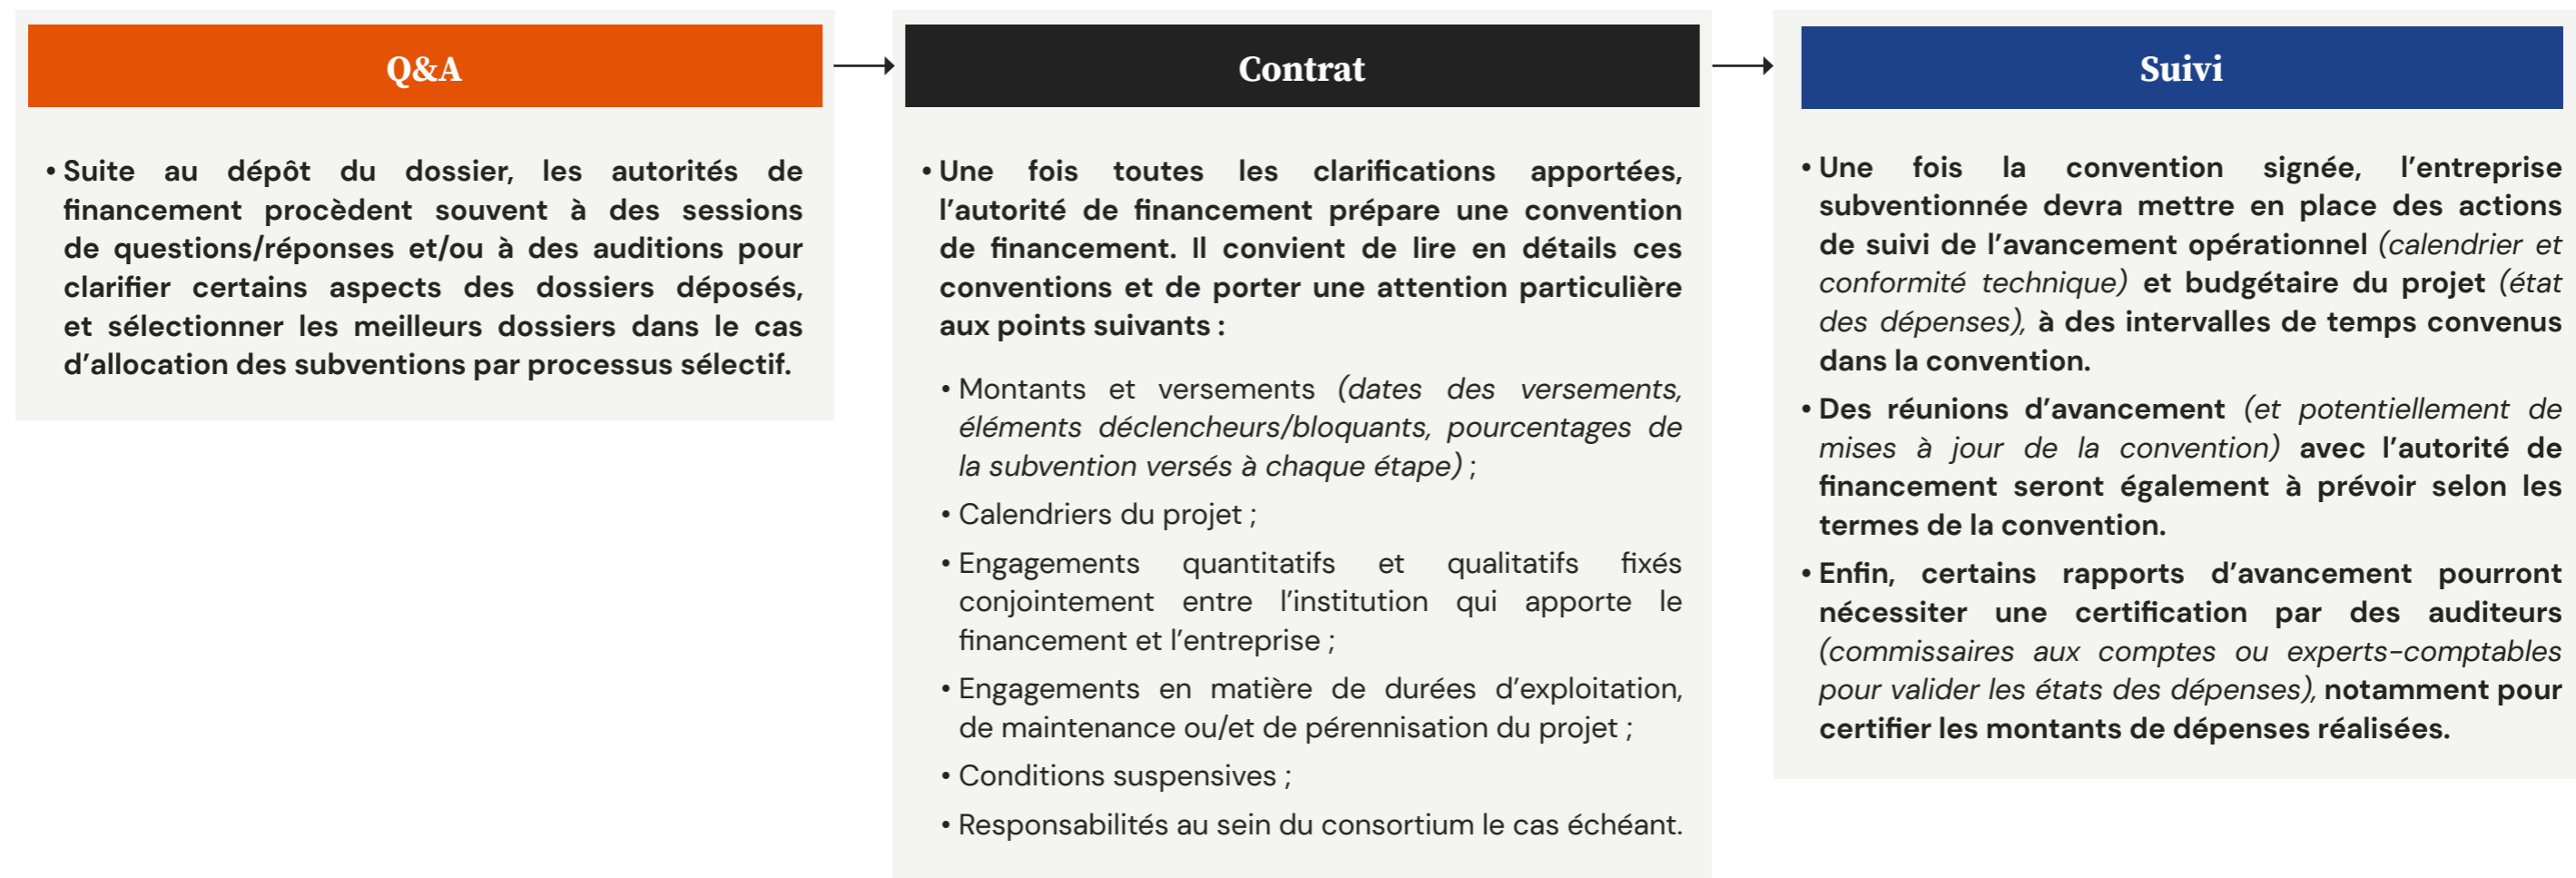 Q&A
• Suite au dépôt du dossier, les autorités de
financement procèdent souvent à des sessions
de questions/réponses et/ou à des auditions pour
clarifier certains aspects des dossiers déposés,
et sélectionner les meilleurs dossiers dans le cas
d’allocation des subventions par processus sélectif.
Contrat
• Une fois toutes les clarifications apportées,
l’autorité de financement prépare une convention
de financement. Il convient de lire en détails ces
conventions et de porter une attention particulière
aux points suivants :
• Montants et versements (dates des versements,
éléments déclencheurs/bloquants, pourcentages de
la subvention versés à chaque étape) ;
• Calendriers du projet ;
• Engagements quantitatifs et qualitatifs fixés
conjointement entre l’institution qui apporte le
financement et l’entreprise ;
• Engagements en matière de durées d’exploitation,
de maintenance ou/et de pérennisation du projet ;
• Conditions suspensives ;
• Responsabilités au sein du consortium le cas échéant.
Suivi
• Une fois la convention signée, l’entreprise
subventionnée devra mettre en place des actions
de suivi de l’avancement opérationnel (calendrier et
conformité technique) et budgétaire du projet (état
des dépenses), à des intervalles de temps convenus
dans la convention.
• Des réunions d’avancement (et potentiellement de
mises à jour de la convention) avec l’autorité de
financement seront également à prévoir selon les
termes de la convention.
• Enfin, certains rapports d’avancement pourront
nécessiter une certification par des auditeurs
(commissaires aux comptes ou experts-comptables
pour valider les états des dépenses), notamment pour
certifier les montants de dépenses réalisées.